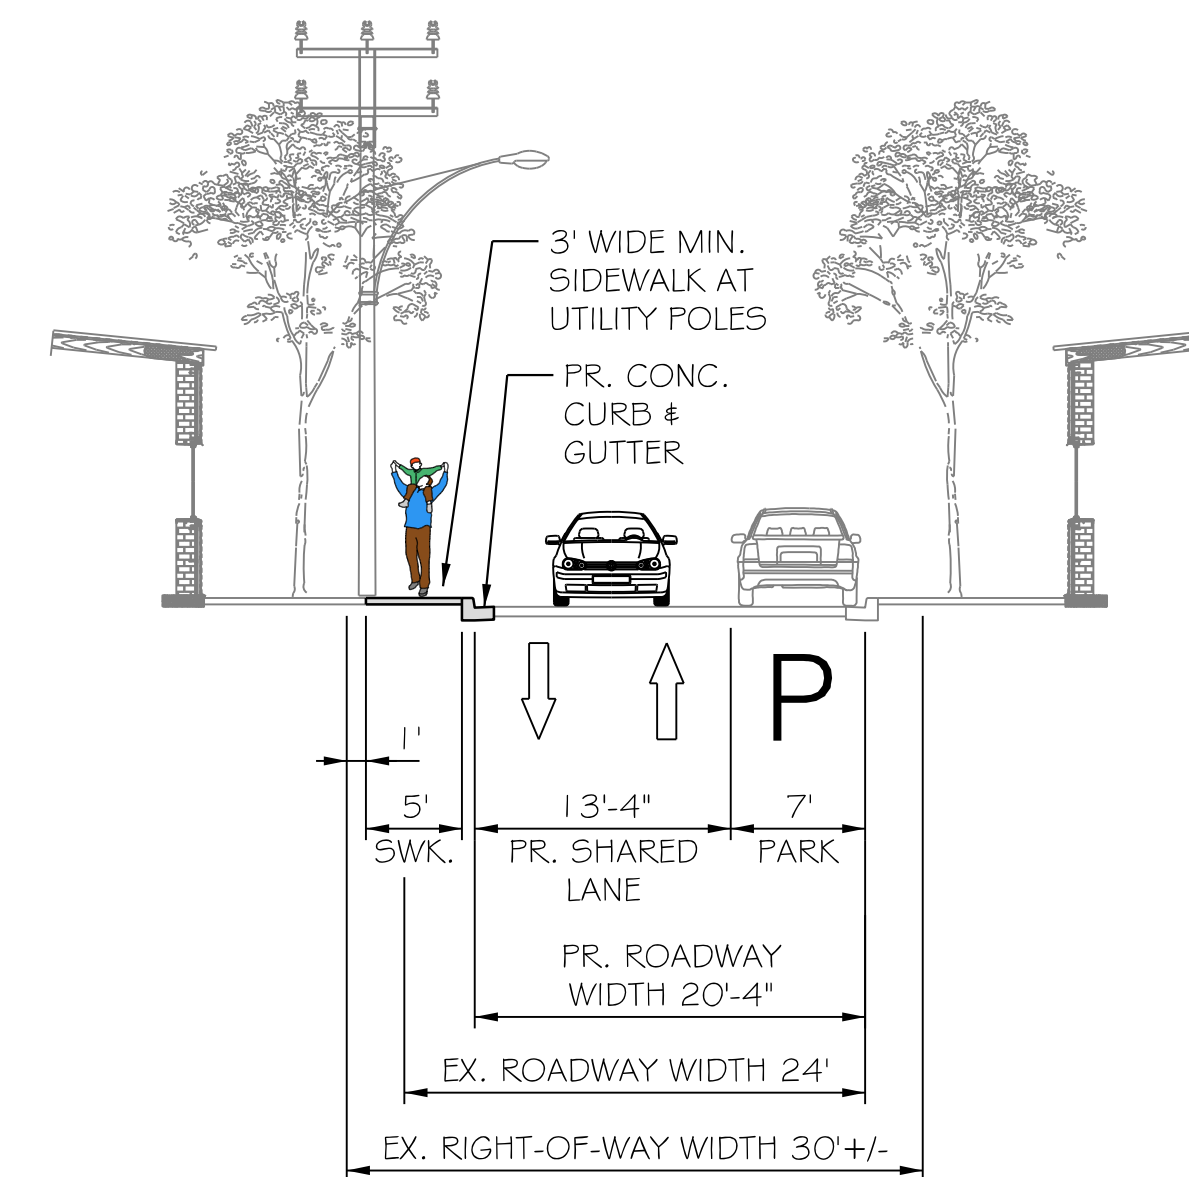 3' WIDE MIN.
SIDEWALK AT
UTILITY POLES
PR. CONC.
CURB &
GUTTER
P
1'
5'
13'-4"
7'
SWK.
PR. SHARED
LANE
PARK
PR. ROADWAY
WIDTH 20'-4"
EX. ROADWAY WIDTH 24'
EX. RIGHT-OF-WAY WIDTH 30'+/-